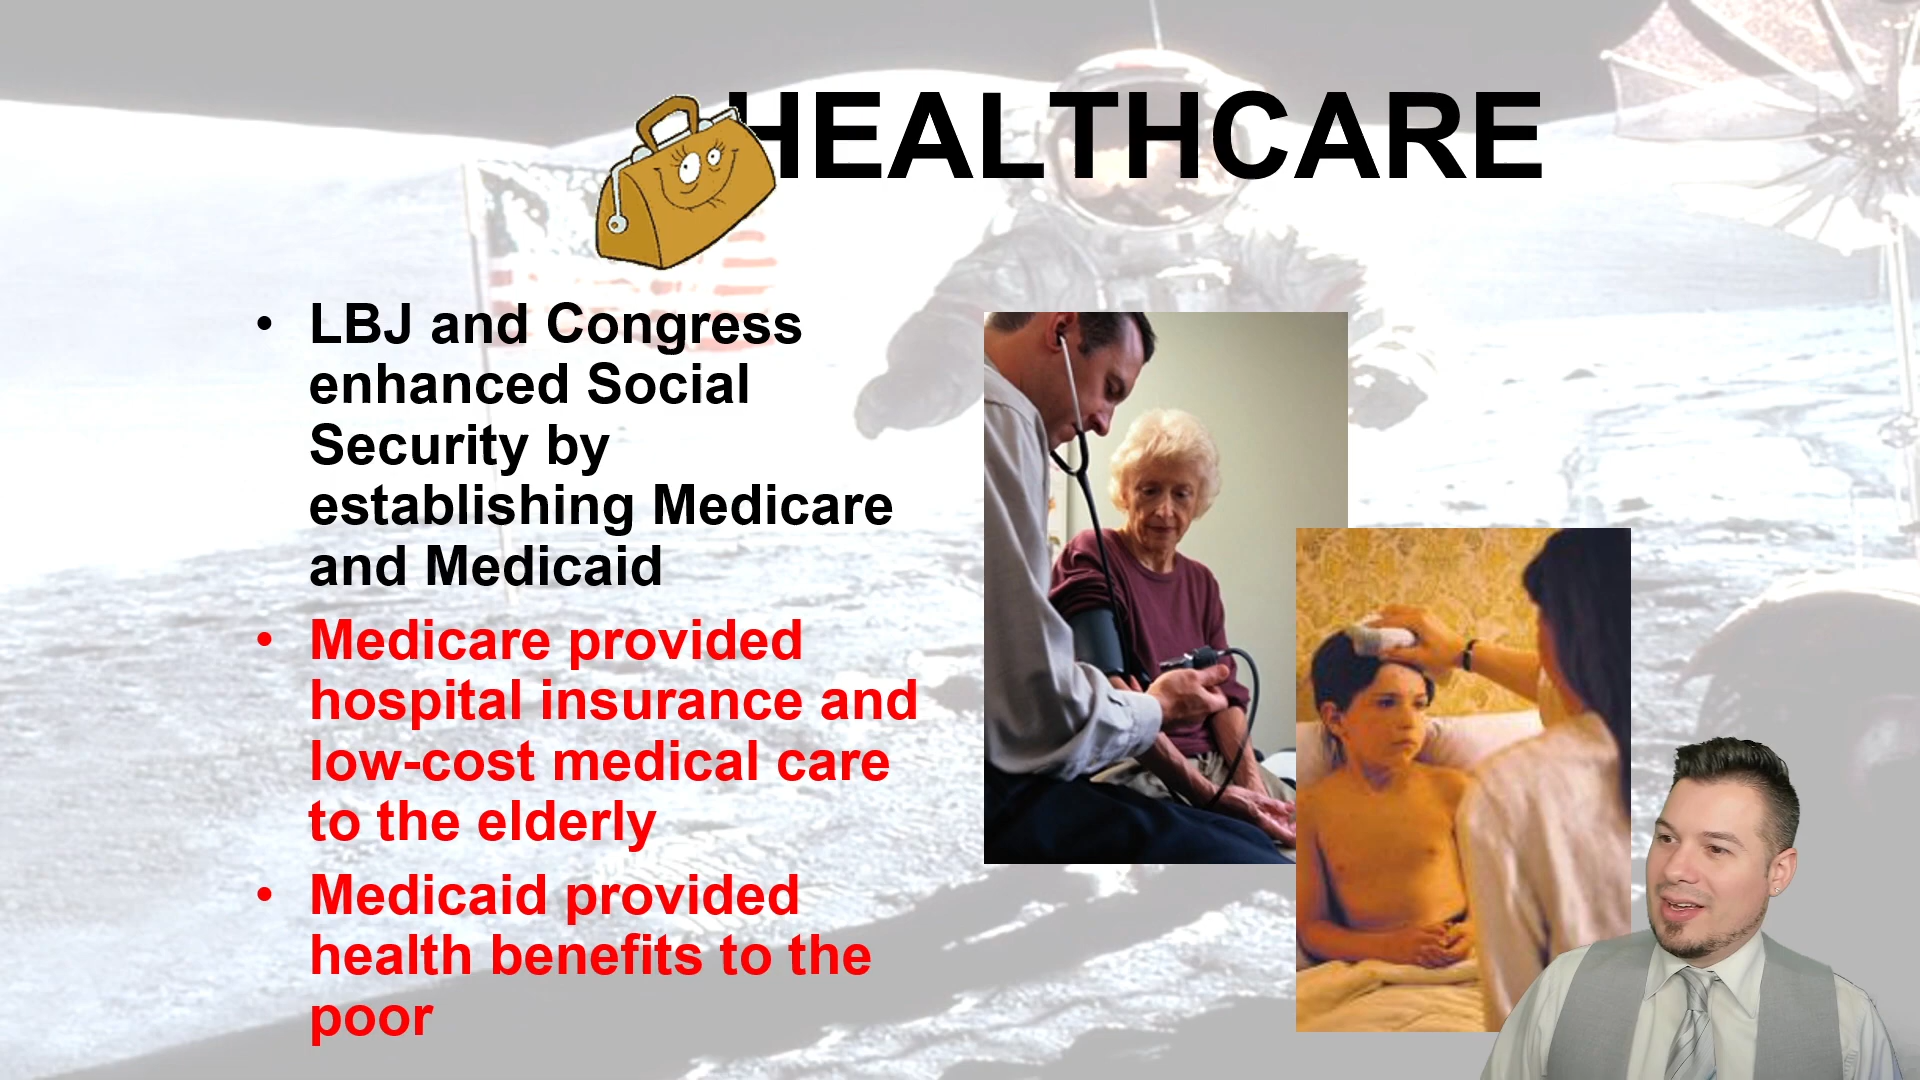 HEALTHCARE
• LBJ and Congress
enhanced Social
Security by
establishing Medicare
and Medicaid
• Medicare provided
hospital insurance and
low-cost medical care
to the elderly
• Medicaid provided
health benefits to the
poor